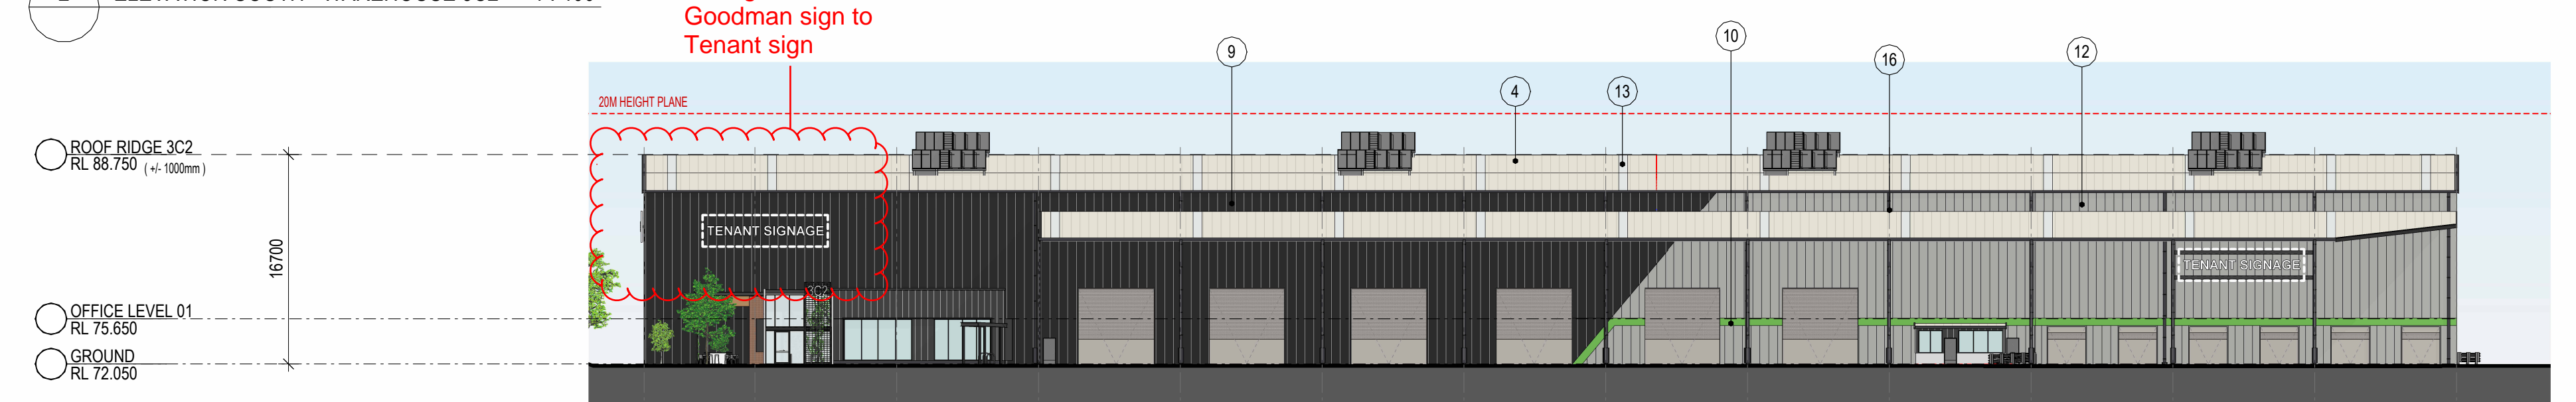 Goodman sign to
Tenant sign
9
10
16
12
4
13
20M HEIGHT PLANE
ROOF RIDGE 3C2
RL 88.750 ( +/- 1000mm )
TENANT SIGNAGE
16700
TENANT SIGNAGE
3C2
OFFICE LEVEL 01
RL 75.650
GROUND
RL 72.050